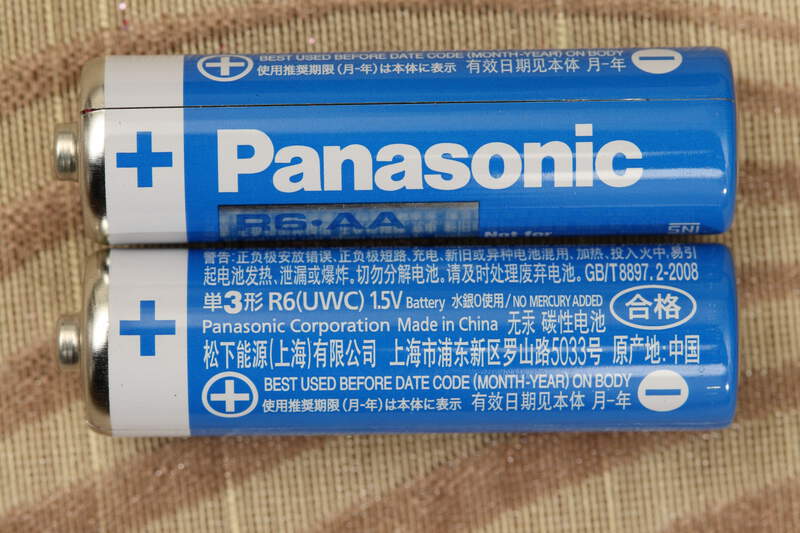 BEST USED BEFORE DATE CODE (MONTH-YEAR) ON BODY
使用推奨期限(月-年)は本体に表示 有效日期见本体 月-年
+
Panasonic
R6·AA
Not for
SNI
警告:正负极安放错误、正负极短路、充电、新旧或异种电池混用、加热、投入火中,易引
起电池发热、泄漏或爆炸。切勿分解电池。请及时处理废弃电池。GB/T8897.2-2008
単3形 R6(UWC) 1.5V Battery 水銀0使用/NO MERCURY ADDED
合格
+
Panasonic Corporation Made in China 无汞 碳性电池
松下能源(上海)有限公司 上海市浦东新区罗山路5033号 原产地:中国
BEST USED BEFORE DATE CODE (MONTH-YEAR) ON BODY
使用推奨期限(月-年)は本体に表示 有效日期见本体 月-年